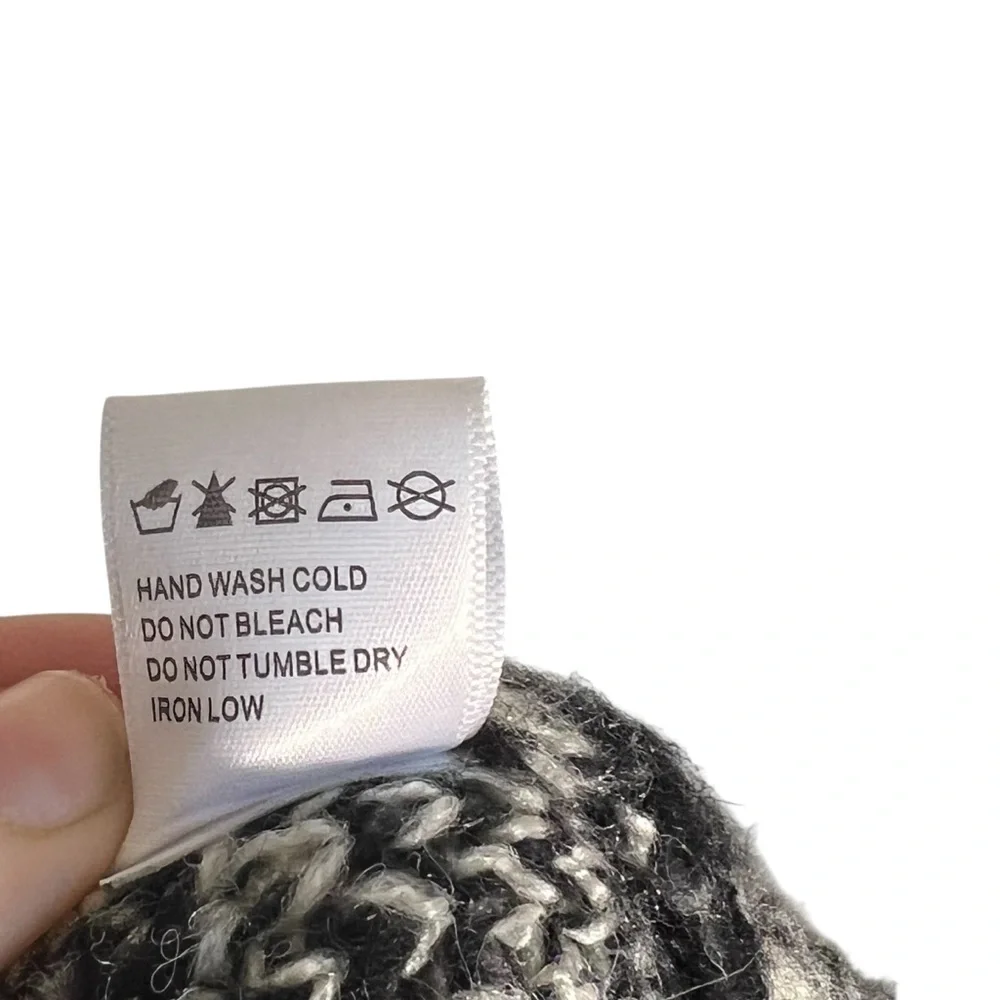 HAND WASH COLD
DO NOT BLEACH
DO NOT TUMBLE DRY
IRON LOW